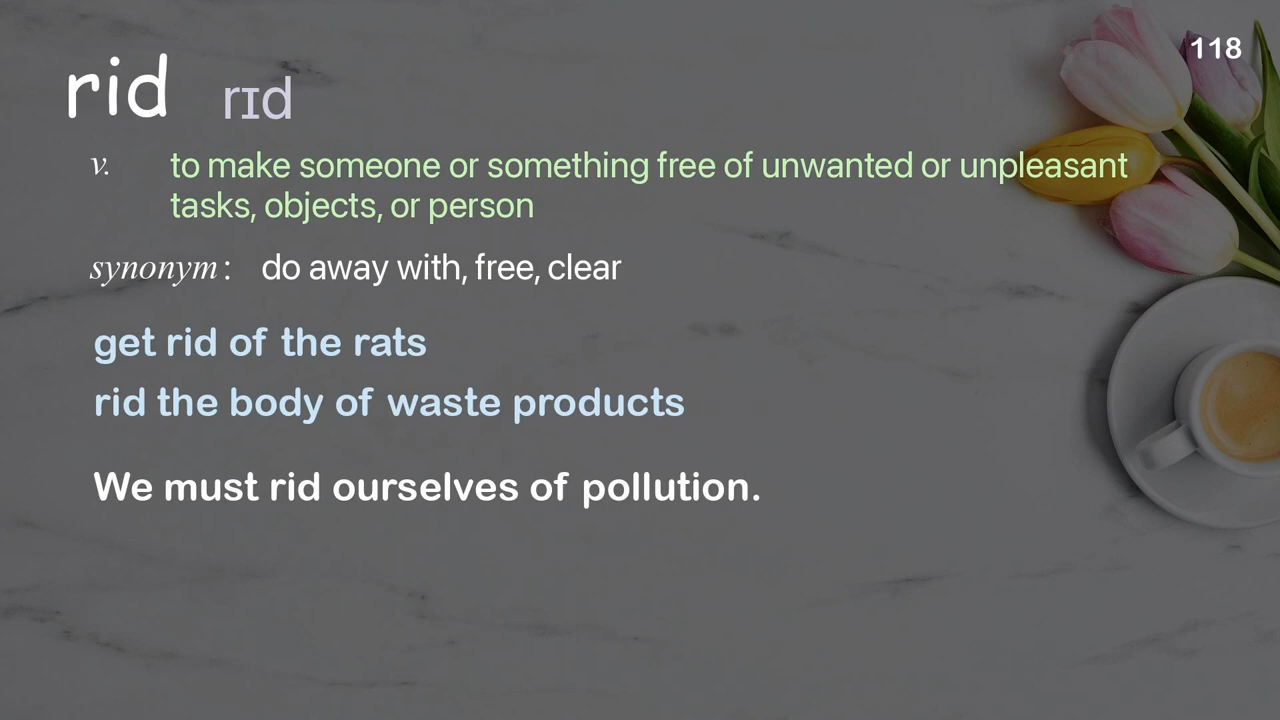 118
rid rɪd
v. to make someone or something free of unwanted or unpleasant
tasks, objects, or person
synonym: do away with, free, clear
get rid of the rats
rid the body of waste products
We must rid ourselves of pollution.